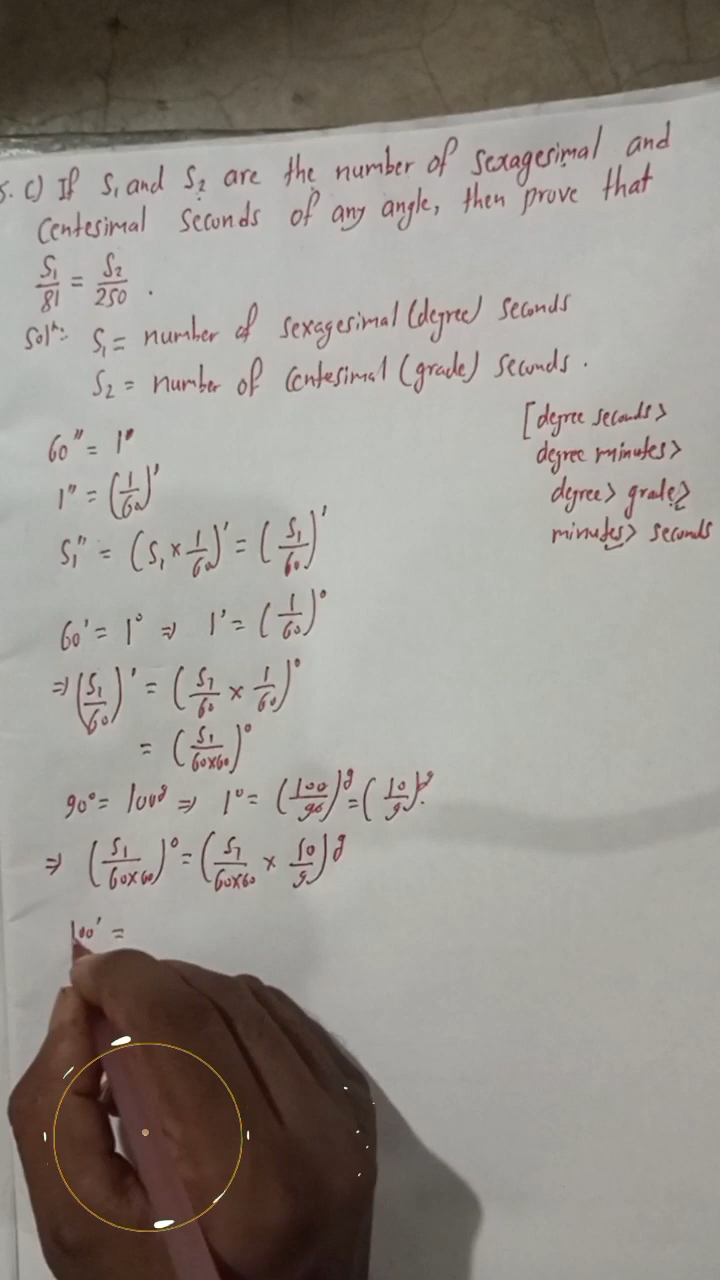 5. c) If S₁ and S₂ are the number of sexagesimal and
Centesimal seconds of any angle, then prove that
S₁/81 = S₂/250 .
Solⁿ: S₁ = number of sexagesimal (degree) seconds
S₂ = number of centesimal (grade) seconds .
[degree seconds>
degree minutes>
degree> grade>
minutes> seconds
60″ = 1′
1″ = (1/60)′
S₁″ = (S₁ × 1/60)′ = (S₁/60)′
60′ = 1° ⇒ 1′ = (1/60)°
⇒ (S₁/60)′ = (S₁/60 × 1/60)°
= (S₁/60×60)°
90° = 100g ⇒ 1° = (100/90)g = (10/9)g.
⇒ (S₁/60×60)° = (S₁/60×60 × 10/9)g
100′ =